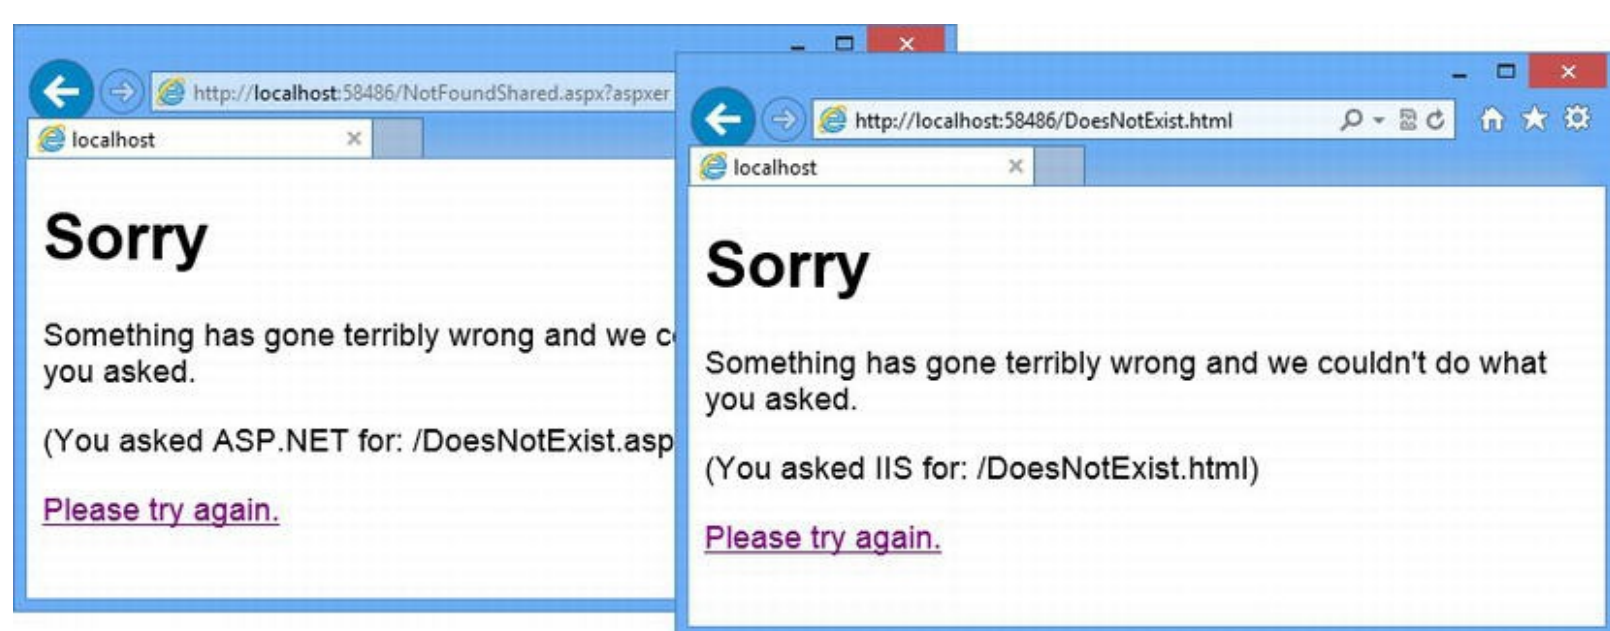 http://localhost:58486/NotFoundShared.aspx?aspxer
localhost
Sorry
Something has gone terribly wrong and we
you asked.
(You asked ASP.NET for: /DoesNotExist.asp
Please try again.
http://localhost:58486/DoesNotExist.html
localhost
Sorry
Something has gone terribly wrong and we couldn't do what
you asked.
(You asked IIS for: /DoesNotExist.html)
Please try again.